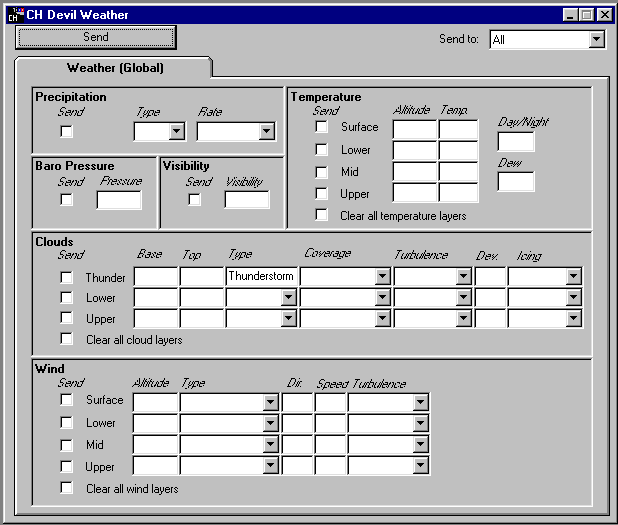 CH Devil Weather
Send
Send to: All
Weather (Global)
Precipitation
Send Type Rate
Temperature
Send Altitude Temp.
Surface
Lower
Mid
Upper
Clear all temperature layers
Day/Night
Dew
Baro Pressure
Send Pressure
Visibility
Send Visibility
Clouds
Send Base Top Type Coverage Turbulence Dev. Icing
Thunder Thunderstorm
Lower
Upper
Clear all cloud layers
Wind
Send Altitude Type Dir. Speed Turbulence
Surface
Lower
Mid
Upper
Clear all wind layers